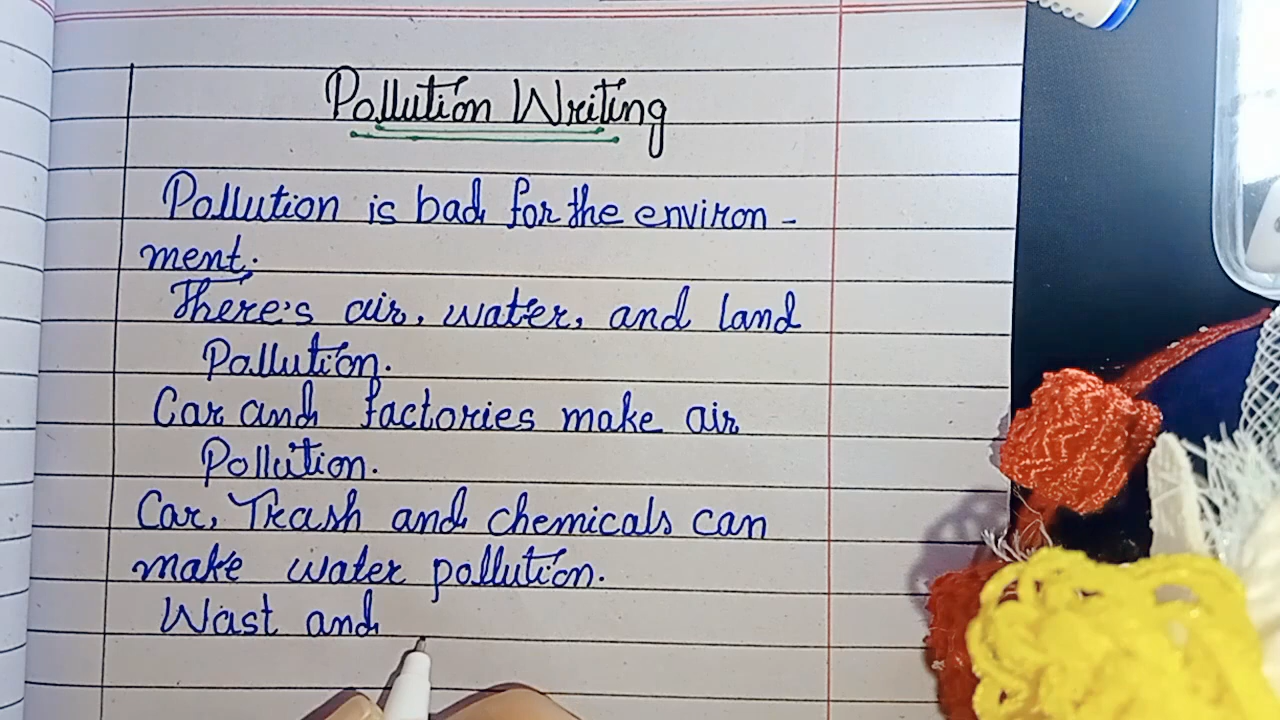 Pollution Writing
Pollution is bad for the environ -
ment.
There's air, water, and land
Pollution.
Car and factories make air
Pollution.
Car, Trash and chemicals can
make water pollution.
Wast and